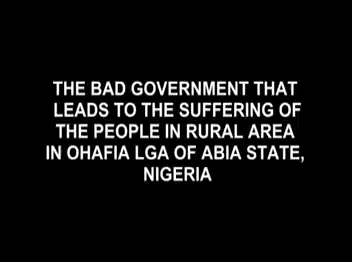 THE BAD GOVERNMENT THAT
LEADS TO THE SUFFERING OF
THE PEOPLE IN RURAL AREA
IN OHAFIA LGA OF ABIA STATE,
NIGERIA